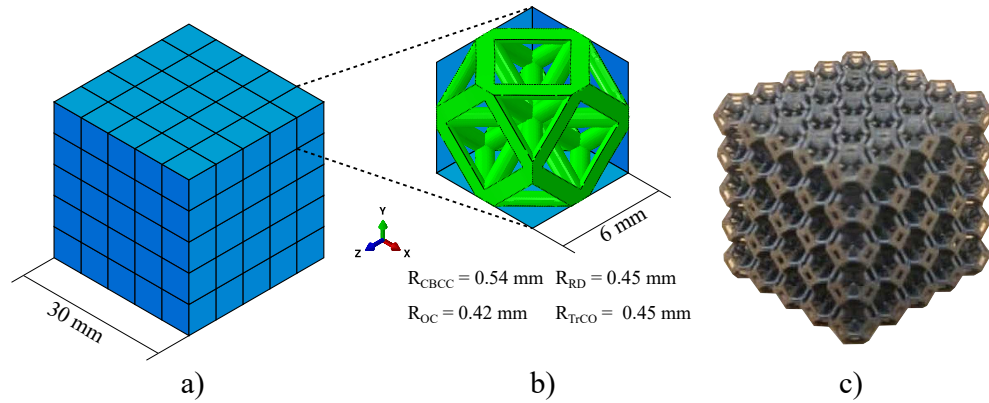 30 mm
6 mm
Y
Z
X
R_CBCC = 0.54 mm R_RD = 0.45 mm
R_OC = 0.42 mm R_TrCO = 0.45 mm
a)
b)
c)